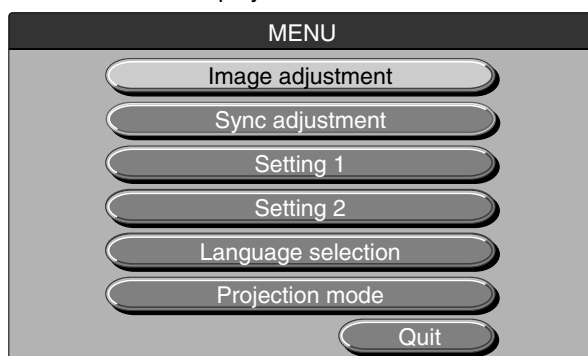 MENU
Image adjustment
Sync adjustment
Setting 1
Setting 2
Language selection
Projection mode
Quit